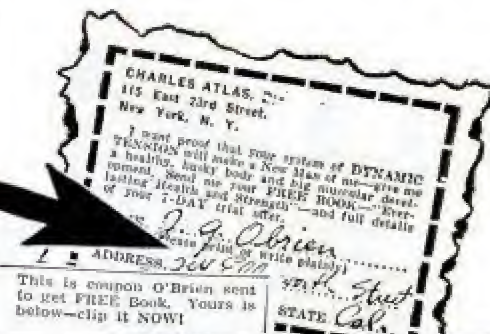 CHARLES ATLAS,
115 East 23rd Street,
New York, N. Y.
I want proof that your system of DYNAMIC
TENSION will make a New Man of me—give me
a healthy, husky body and big muscular devel-
opment. Send me your FREE BOOK—"Ever-
lasting Health and Strength"—and full details
of your 7-DAY trial offer.
J. G. Obrien
(Please print or write plainly)
ADDRESS
Street
STATE Cal.
This is coupon O'Brien sent
to get FREE Book. Yours is
below—clip it NOW!